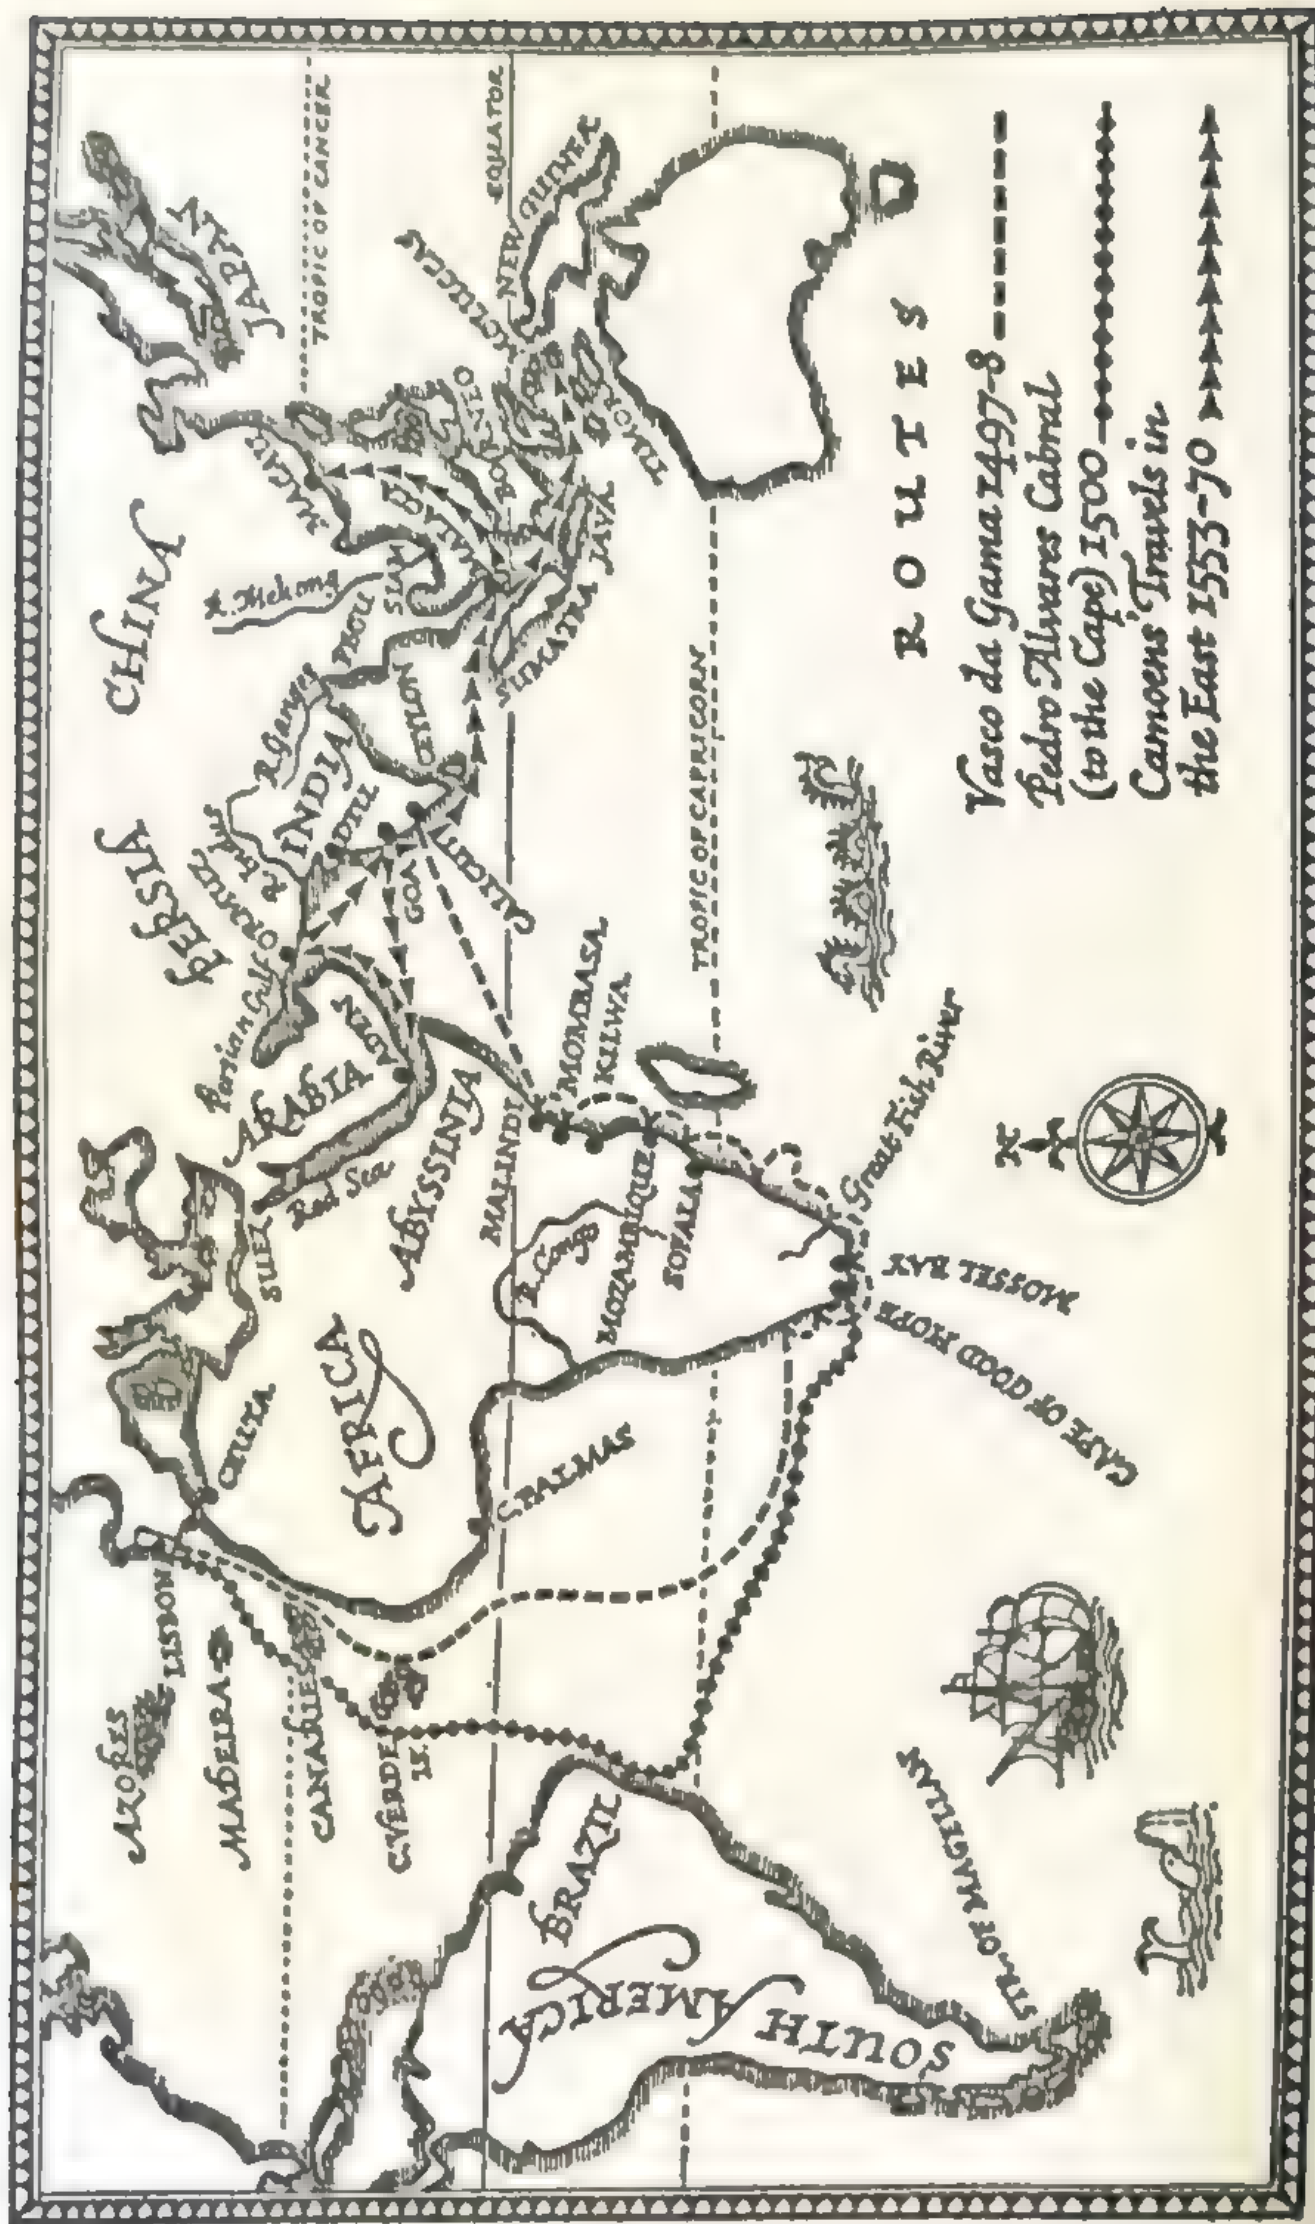 AZORES
LISBON
MADEIRA
CANARIES
C. VERDE
IS.
CEUTA
AFRICA
C. PALMAS
SUEZ
Red Sea
ARABIA
ADEN
ABYSSINIA
MALINDI
R. Congo
MOZAMBIQUE
SOFALA
MOMBASA
KILWA
Great Fish River
MOSSEL BAY
CAPE OF GOOD HOPE
Persian Gulf
PERSIA
ORMUZ
R. Indus
INDIA
DIU
GOA
CALICUT
R. Ganges
CEYLON
CHINA
PEGU
SIAM
R. Mekong
MACAU
MALACCA
SUMATRA
JAVA
BORNEO
TIMOR
MOLUCCAS
NEW GUINEA
JAPAN
TROPIC OF CANCER
EQUATOR
TROPIC OF CAPRICORN
BRAZIL
SOUTH AMERICA
STR. OF MAGELLAN
N
ROUTES
Vasco da Gama 1497-8
Pedro Alvares Cabral
(to the Cape) 1500
Camoens' Travels in
the East 1553-70